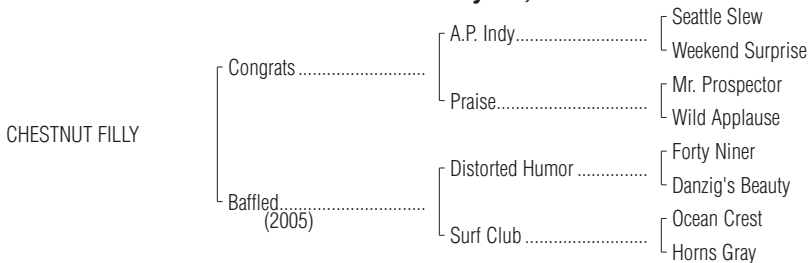 Seattle Slew
A.P. Indy
Weekend Surprise
Congrats
Mr. Prospector
Praise
Wild Applause
CHESTNUT FILLY
Forty Niner
Distorted Humor
Danzig's Beauty
Baffled
(2005)
Ocean Crest
Surf Club
Horns Gray